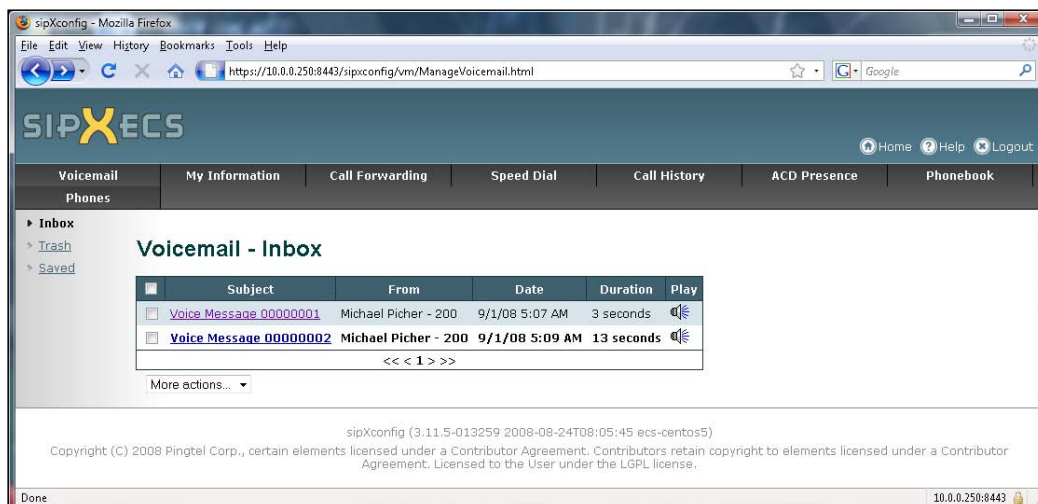 sipXconfig - Mozilla Firefox
File Edit View History Bookmarks Tools Help
https://10.0.0.250:8443/sipxconfig/vm/ManageVoicemail.html
G Google
SIPXECS
Home Help Logout
Voicemail My Information Call Forwarding Speed Dial Call History ACD Presence Phonebook
Phones
Inbox
Trash
Saved
Voicemail - Inbox
Subject From Date Duration Play
Voice Message 00000001 Michael Picher - 200 9/1/08 5:07 AM 3 seconds
Voice Message 00000002 Michael Picher - 200 9/1/08 5:09 AM 13 seconds
<< < 1 > >>
More actions...
sipXconfig (3.11.5-013259 2008-08-24T08:05:45 ecs-centos5)
Copyright (C) 2008 Pingtel Corp., certain elements licensed under a Contributor Agreement. Contributors retain copyright to elements licensed under a Contributor
Agreement. Licensed to the User under the LGPL license.
Done 10.0.0.250:8443